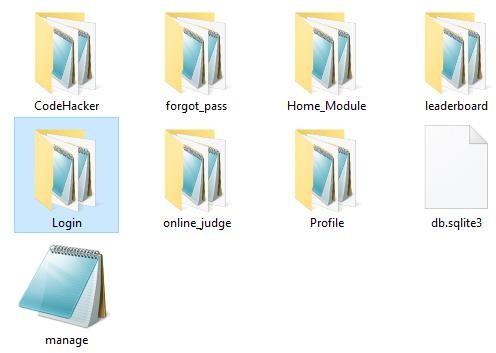 CodeHacker
forgot_pass
Home_Module
leaderboard
Login
online_judge
Profile
db.sqlite3
manage